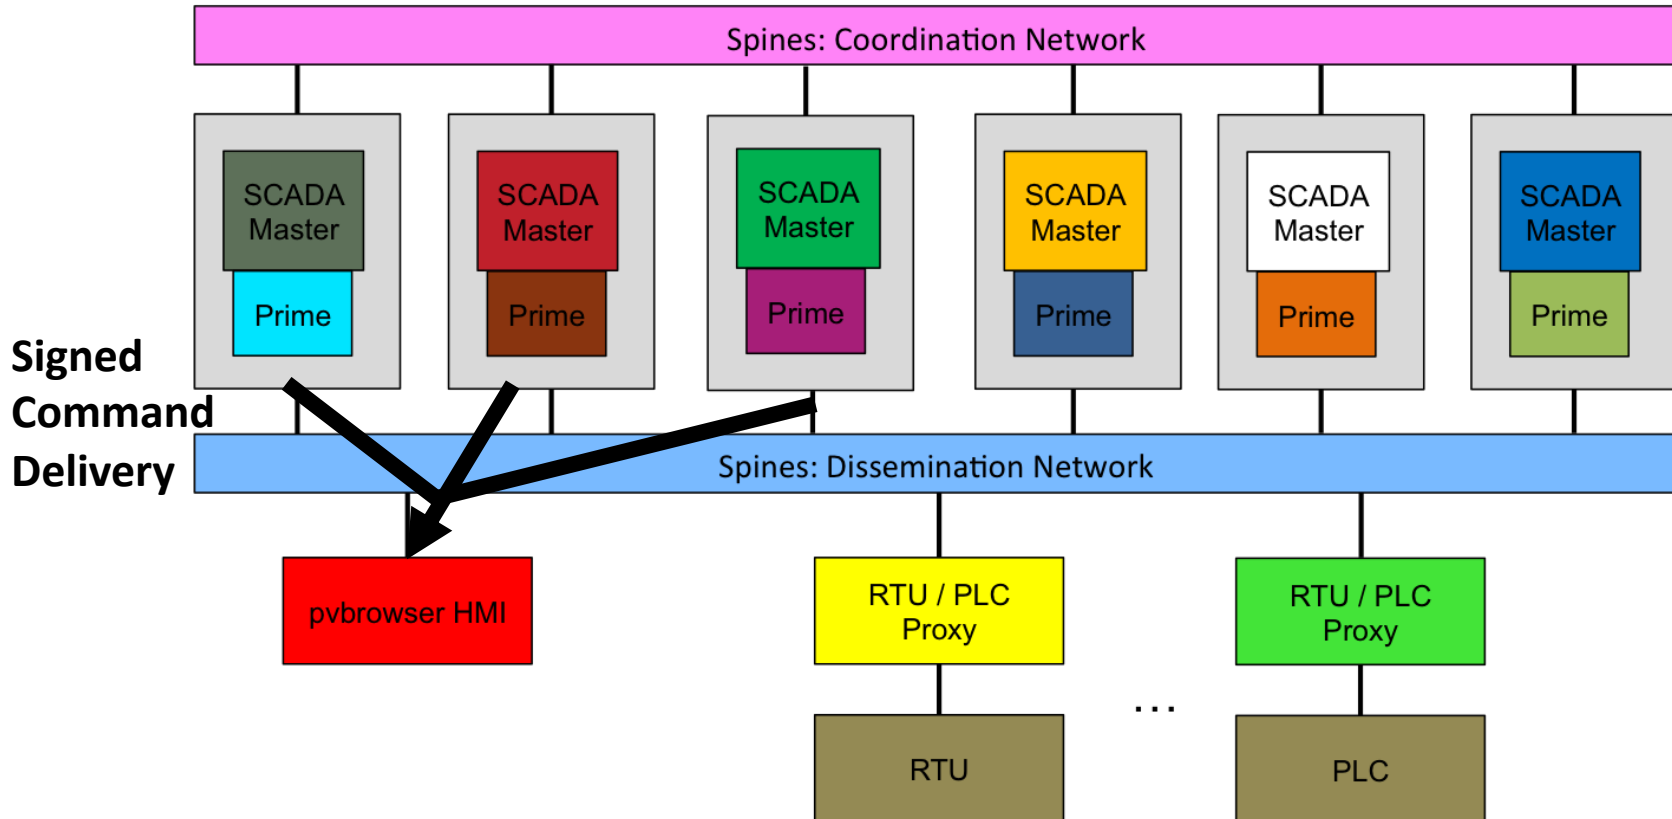 Spines: Coordination Network
SCADA
Master
Prime
SCADA
Master
Prime
SCADA
Master
Prime
SCADA
Master
Prime
SCADA
Master
Prime
SCADA
Master
Prime
Signed
Command
Delivery
Spines: Dissemination Network
pvbrowser HMI
RTU / PLC
Proxy
RTU / PLC
Proxy
...
RTU
PLC